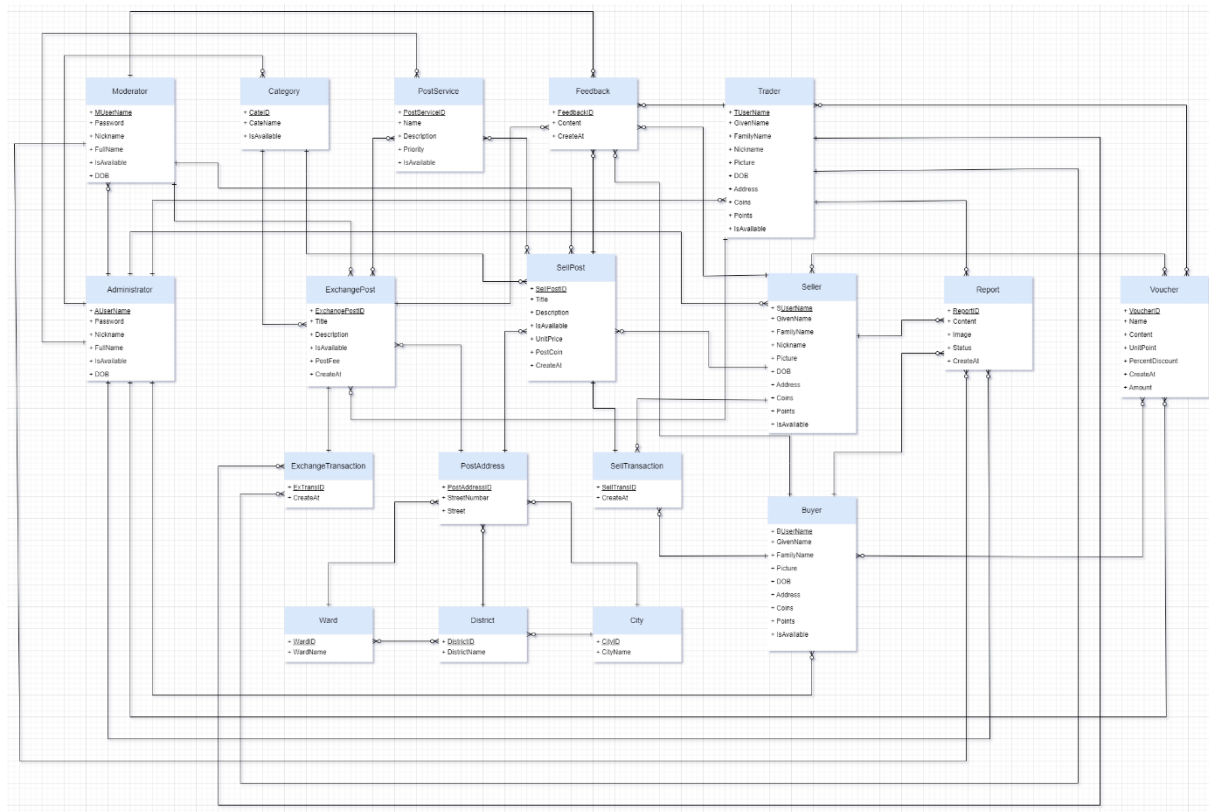 Moderator
+ MUserName
+ Password
+ Nickname
+ FullName
+ IsAvailable
+ DOB
Category
+ CateID
+ CateName
+ IsAvailable
PostService
+ PostServiceID
+ Name
+ Description
+ Priority
+ IsAvailable
Feedback
+ FeedbackID
+ Content
+ CreateAt
Trader
+ TUserName
+ GivenName
+ FamilyName
+ Nickname
+ Picture
+ DOB
+ Address
+ Coins
+ Points
+ IsAvailable
Administrator
+ AUserName
+ Password
+ Nickname
+ FullName
+ IsAvailable
+ DOB
ExchangePost
+ ExchangePostID
+ Title
+ Description
+ IsAvailable
+ PostFee
+ CreateAt
SellPost
+ SellPostID
+ Title
+ Description
+ IsAvailable
+ UnitPrice
+ PostCoin
+ CreateAt
Seller
+ SUserName
+ GivenName
+ FamilyName
+ Nickname
+ Picture
+ DOB
+ Address
+ Coins
+ Points
+ IsAvailable
Report
+ ReportID
+ Content
+ Image
+ Status
+ CreateAt
Voucher
+ VoucherID
+ Name
+ Content
+ UnitPoint
+ PercentDiscount
+ CreateAt
+ Amount
ExchangeTransaction
+ ExTransID
+ CreateAt
PostAddress
+ PostAddressID
+ StreetNumber
+ Street
SellTransaction
+ SellTransID
+ CreateAt
Buyer
+ BUserName
+ GivenName
+ FamilyName
+ Picture
+ DOB
+ Address
+ Coins
+ Points
+ IsAvailable
Ward
+ WardID
+ WardName
District
+ DistrictID
+ DistrictName
City
+ CityID
+ CityName